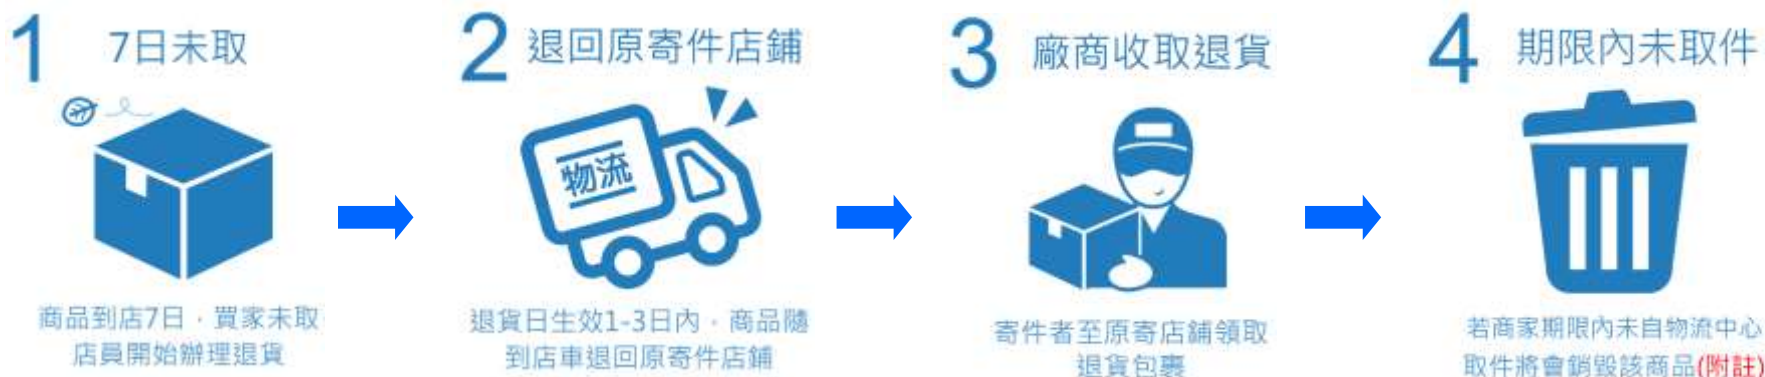 1 7日未取
商品到店7日，買家未取
店員開始辦理退貨
2 退回原寄件店鋪
物流
退貨日生效1-3日內，商品隨
到店車退回原寄件店鋪
3 廠商收取退貨
寄件者至原寄店鋪領取
退貨包裹
4 期限內未取件
若商家期限內未自物流中心
取件將會銷毀該商品(附註)